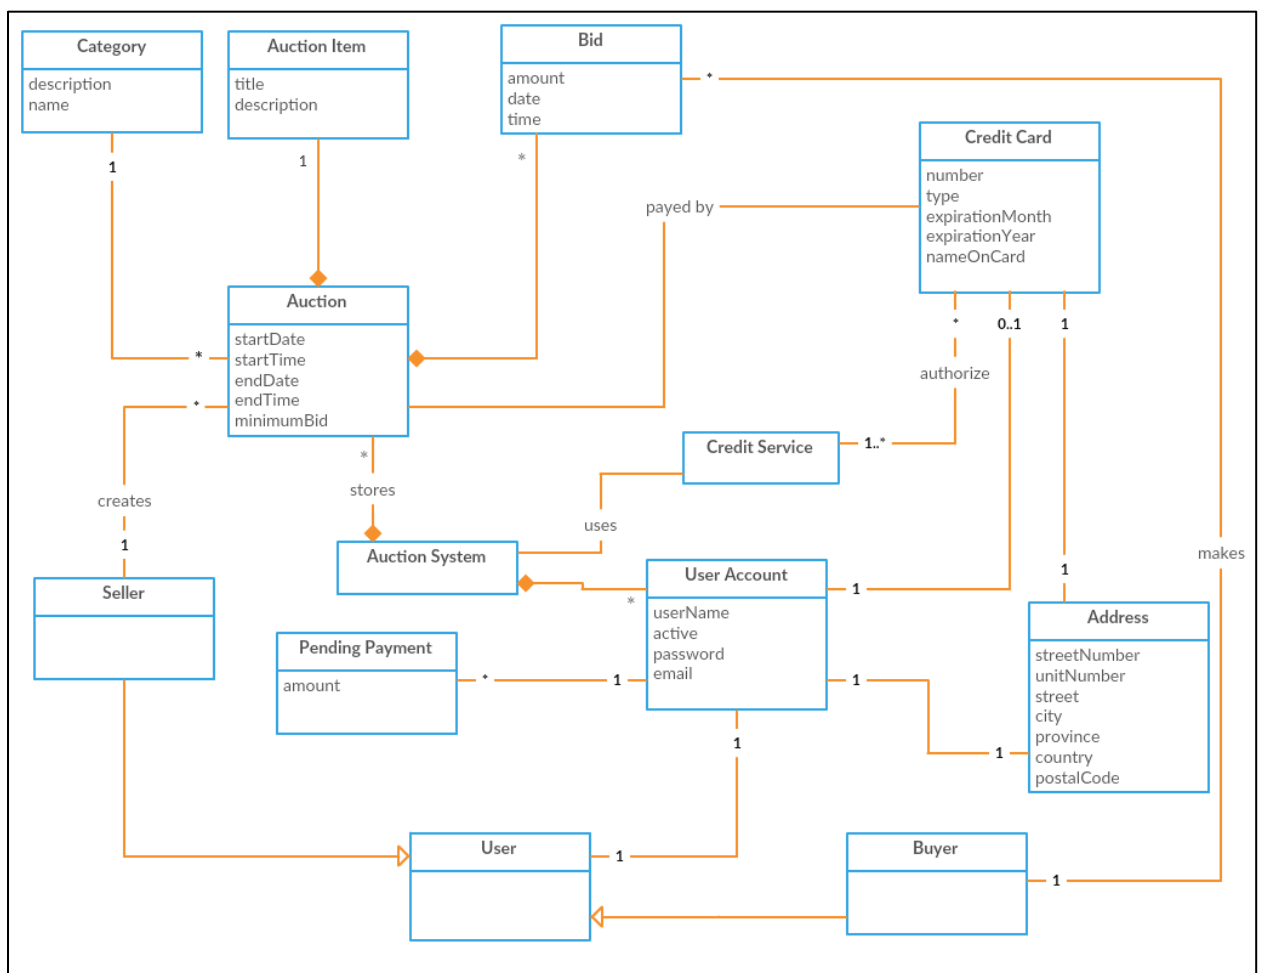 Category
description
name
Auction Item
title
description
Bid
amount
date
time
*
Credit Card
number
type
expirationMonth
expirationYear
nameOnCard
1
1
*
payed by
Auction
startDate
startTime
endDate
endTime
minimumBid
*
*
*
0..1
1
authorize
1..*
Credit Service
*
stores
creates
1
uses
Auction System
makes
Seller
User Account
userName
active
password
email
*
1
1
Address
streetNumber
unitNumber
street
city
province
country
postalCode
Pending Payment
amount
*
1
1
1
1
User
1
Buyer
1